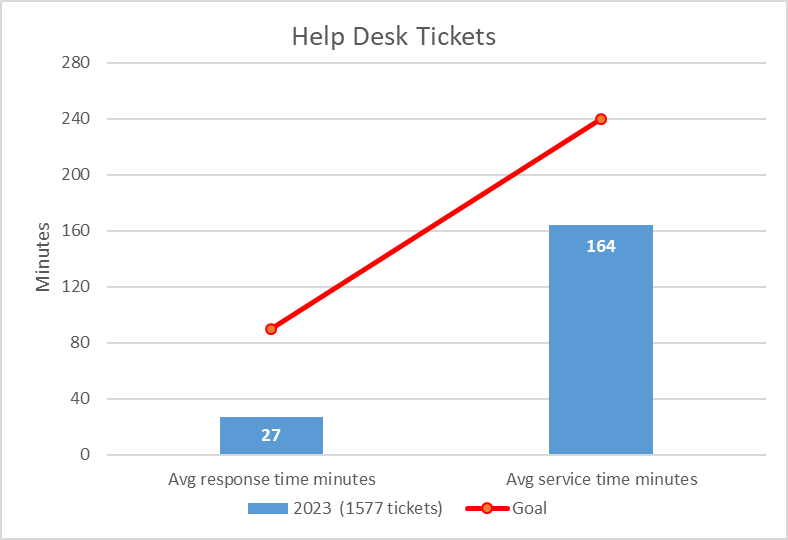 Help Desk Tickets
280
240
200
160
120
80
40
0
Minutes
164
27
Avg response time minutes
Avg service time minutes
2023 (1577 tickets)
Goal